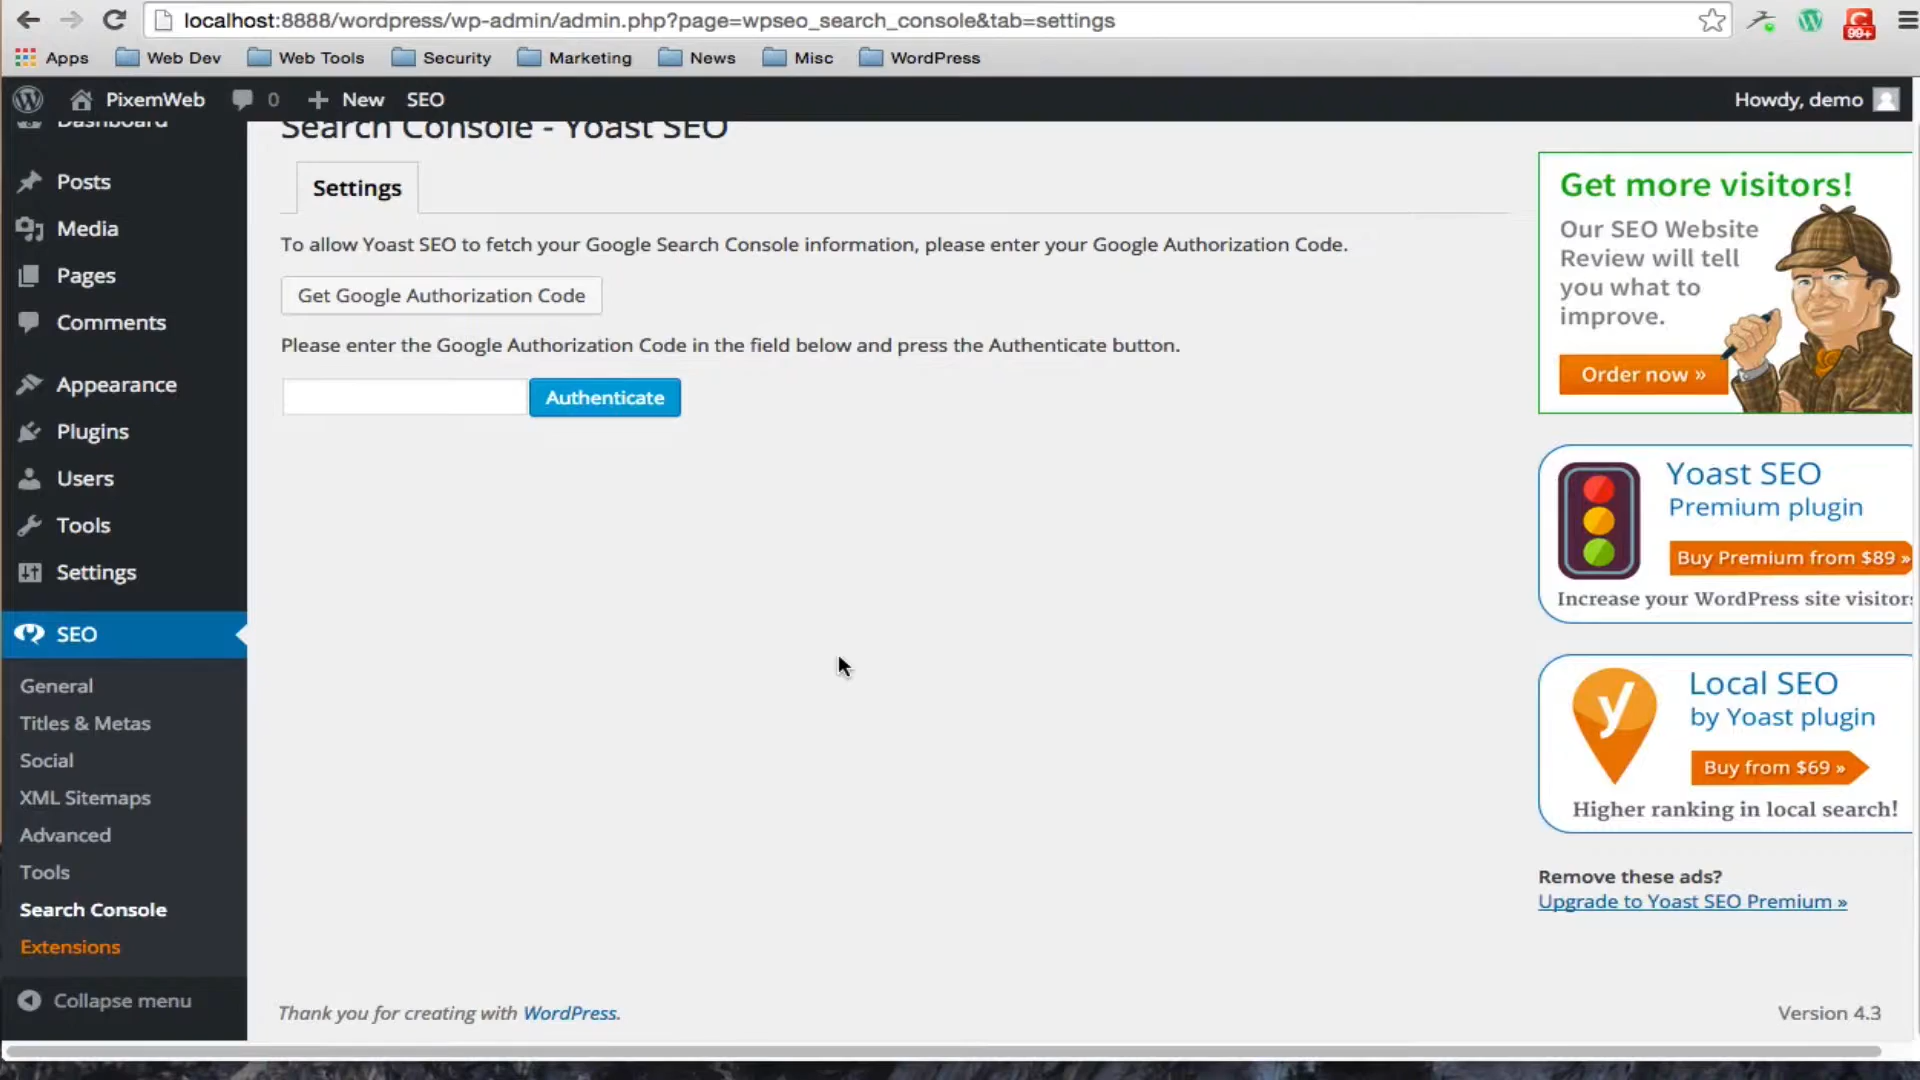 localhost:8888/wordpress/wp-admin/admin.php?page=wpseo_search_console&tab=settings
99+
Apps Web Dev Web Tools Security Marketing News Misc WordPress
PixemWeb 0 New SEO Howdy, demo
Dashboard
Posts
Media
Pages
Comments
Appearance
Plugins
Users
Tools
Settings
SEO
General
Titles & Metas
Social
XML Sitemaps
Advanced
Tools
Search Console
Extensions
Collapse menu
Search Console - Yoast SEO
Settings
To allow Yoast SEO to fetch your Google Search Console information, please enter your Google Authorization Code.
Get Google Authorization Code
Please enter the Google Authorization Code in the field below and press the Authenticate button.
Authenticate
Get more visitors!
Our SEO Website
Review will tell
you what to
improve.
Order now »
Yoast SEO
Premium plugin
Buy Premium from $89 »
Increase your WordPress site visitors
y
Local SEO
by Yoast plugin
Buy from $69 »
Higher ranking in local search!
Remove these ads?
Upgrade to Yoast SEO Premium »
Thank you for creating with WordPress.
Version 4.3